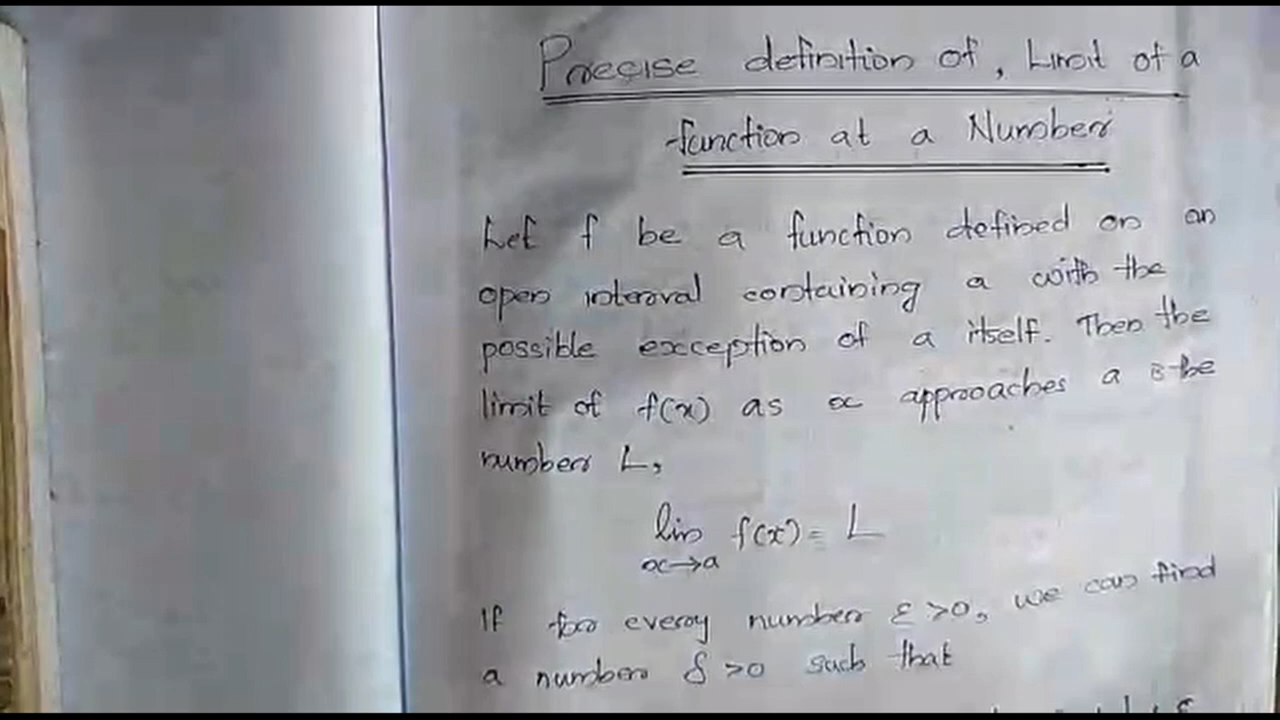 Precise definition of, Limit of a
function at a Number
Let f be a function defined on an
open interval containing a with the
possible exception of a itself. Then the
limit of f(x) as x approaches a is the
number L,
lim f(x) = L
x→a
If for every number ε >0, we can find
a number δ >0 such that